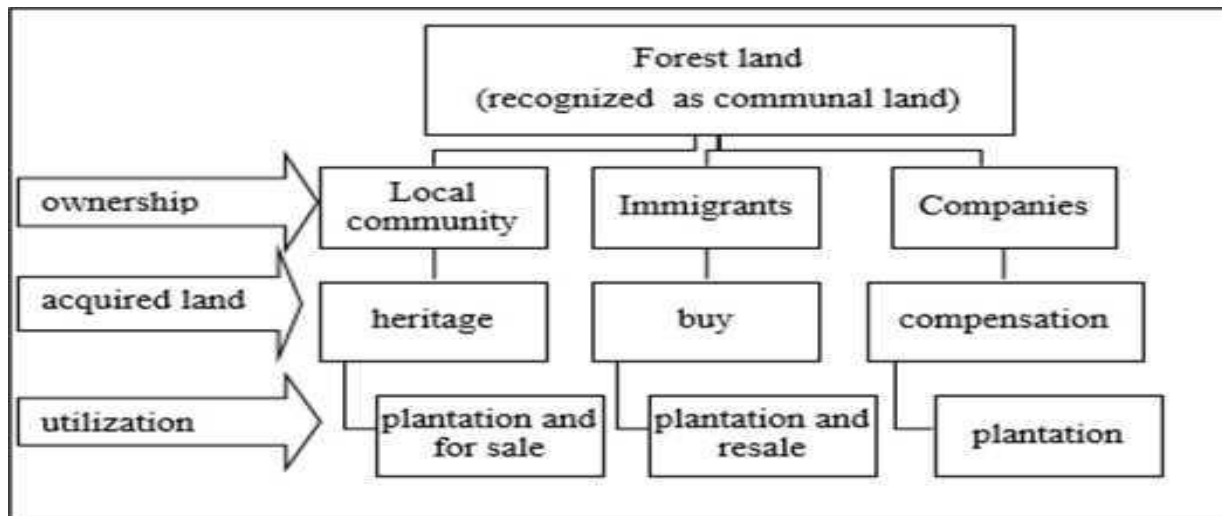 Forest land
(recognized as communal land)
ownership
Local
community
Immigrants
Companies
acquired land
heritage
buy
compensation
utilization
plantation and
for sale
plantation and
resale
plantation